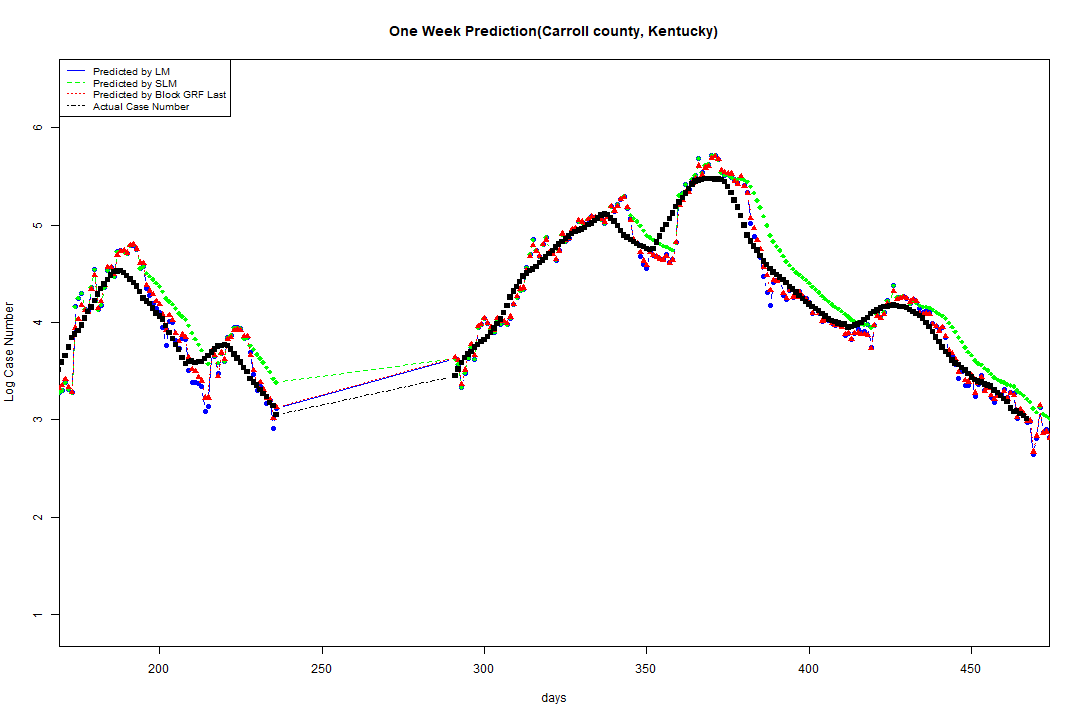 One Week Prediction(Carroll county, Kentucky)
Predicted by LM
Predicted by SLM
Predicted by Block GRF Last
Actual Case Number
6
5
4
3
2
1
Log Case Number
200 250 300 350 400 450
days